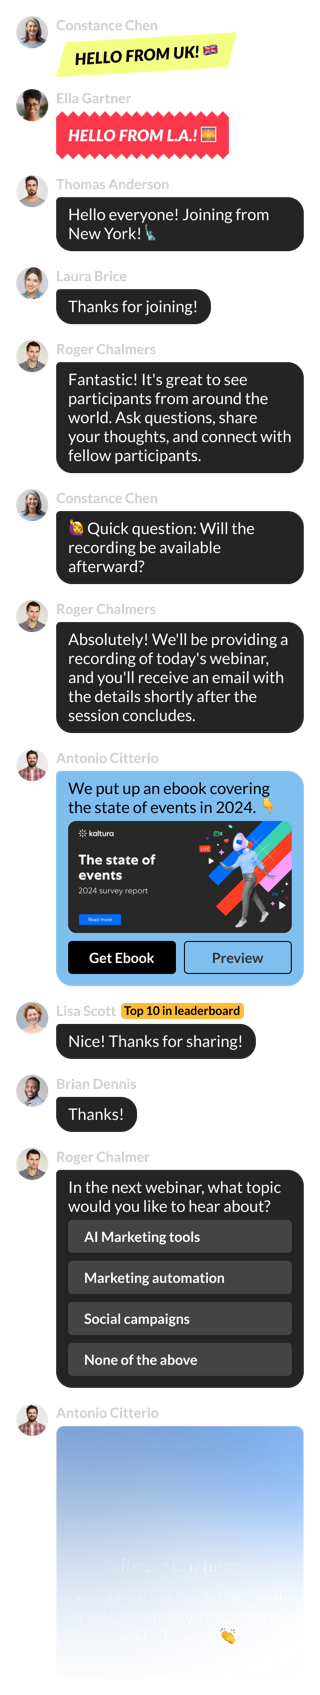 Constance Chen
HELLO FROM UK! 🇬🇧
Ella Gartner
HELLO FROM L.A.! 🌅
Thomas Anderson
Hello everyone! Joining from
New York! 🗽
Laura Brice
Thanks for joining!
Roger Chalmers
Fantastic! It's great to see
participants from around the
world. Ask questions, share
your thoughts, and connect with
fellow participants.
Constance Chen
🙋 Quick question: Will the
recording be available
afterward?
Roger Chalmers
Absolutely! We'll be providing a
recording of today's webinar,
and you'll receive an email with
the details shortly after the
session concludes.
Antonio Citterio
We put up an ebook covering
the state of events in 2024. 👇
kaltura
The state of
events
2024 survey report
Read more
LIVE
Get Ebook
Preview
Lisa Scott Top 10 in leaderboard
Nice! Thanks for sharing!
Brian Dennis
Thanks!
Roger Chalmer
In the next webinar, what topic
would you like to hear about?
AI Marketing tools
Marketing automation
Social campaigns
None of the above
Antonio Citterio
👏